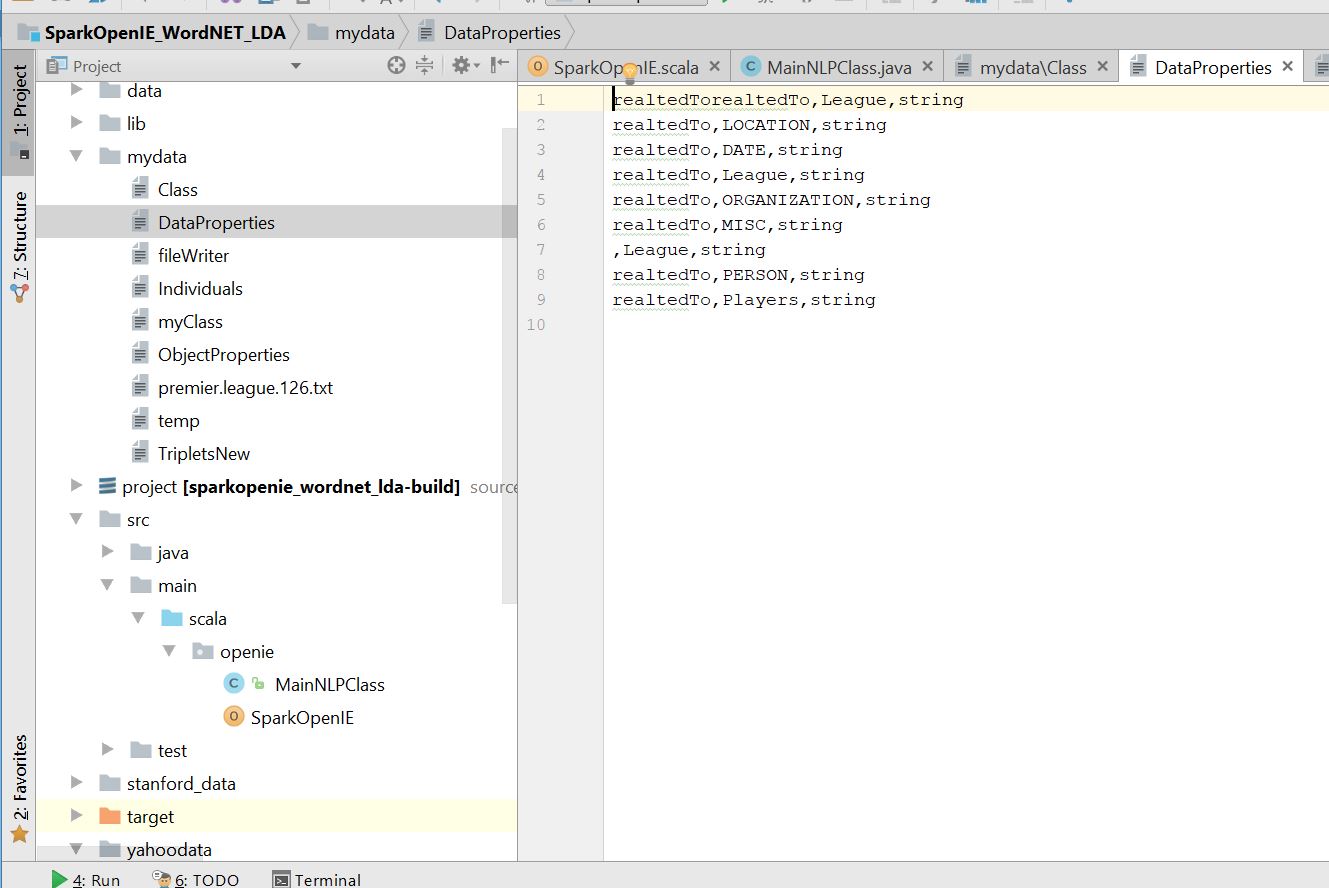 SparkOpenIE_WordNET_LDA mydata DataProperties
1: Project
7: Structure
2: Favorites
Project
data
lib
mydata
Class
DataProperties
fileWriter
Individuals
myClass
ObjectProperties
premier.league.126.txt
temp
TripletsNew
project [sparkopenie_wordnet_lda-build] source
src
java
main
scala
openie
C MainNLPClass
O SparkOpenIE
test
stanford_data
target
yahoodata
O SparkOpenIE.scala C MainNLPClass.java mydata\Class DataProperties
1 realtedTorealtedTo,League,string
2 realtedTo,LOCATION,string
3 realtedTo,DATE,string
4 realtedTo,League,string
5 realtedTo,ORGANIZATION,string
6 realtedTo,MISC,string
7 ,League,string
8 realtedTo,PERSON,string
9 realtedTo,Players,string
10
4: Run 6: TODO Terminal